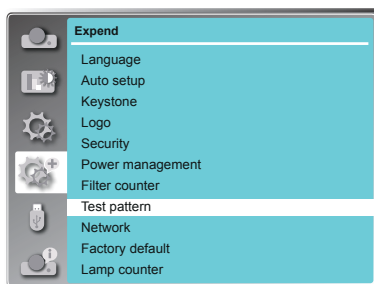 Expend
Language
Auto setup
Keystone
Logo
Security
Power management
Filter counter
Test pattern
Network
Factory default
Lamp counter